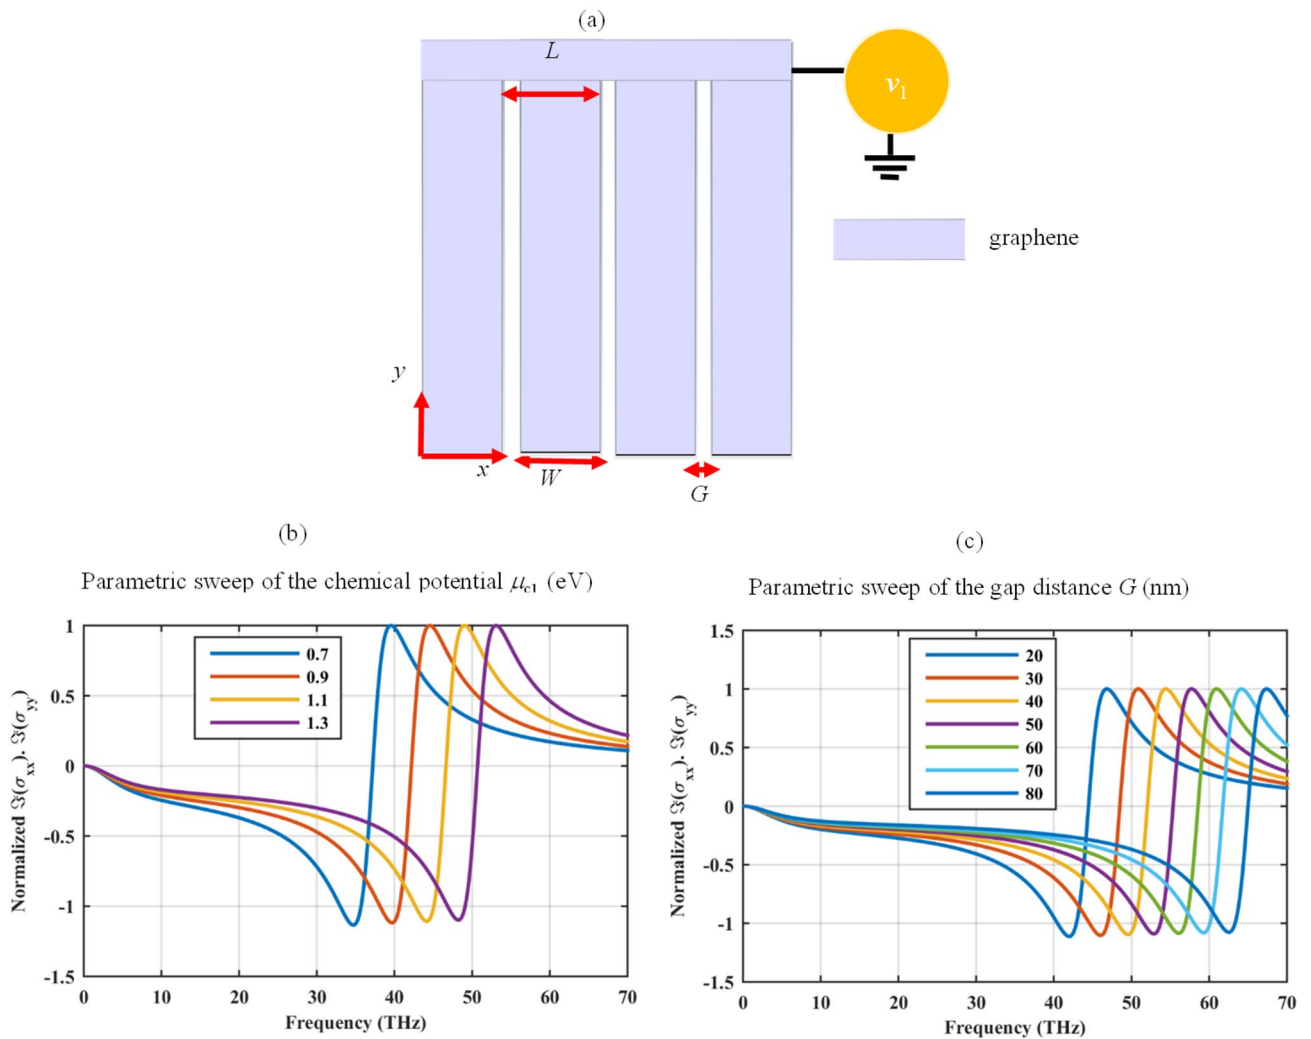 (a)
L
v1
graphene
y
x
W
G
(b)
Parametric sweep of the chemical potential μc1 (eV)
1
0.5
0
-0.5
-1
-1.5
0.7
0.9
1.1
1.3
0 10 20 30 40 50 60 70
Frequency (THz)
Normalized ℑ(σxx). ℑ(σyy)
(c)
Parametric sweep of the gap distance G (nm)
1.5
1
0.5
0
-0.5
-1
-1.5
20
30
40
50
60
70
80
0 10 20 30 40 50 60 70
Frequency (THz)
Normalized ℑ(σxx). ℑ(σyy)